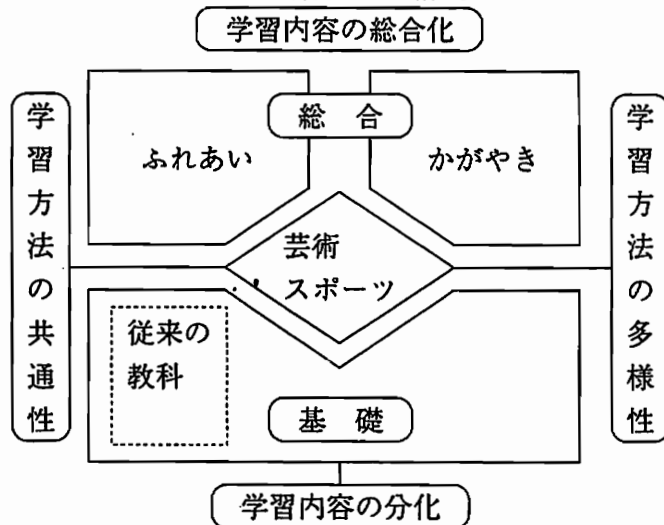 学習内容の総合化
総合
ふれあい
かがやき
学習方法の共通性
学習方法の多様性
芸術
スポーツ
従来の
教科
基礎
学習内容の分化